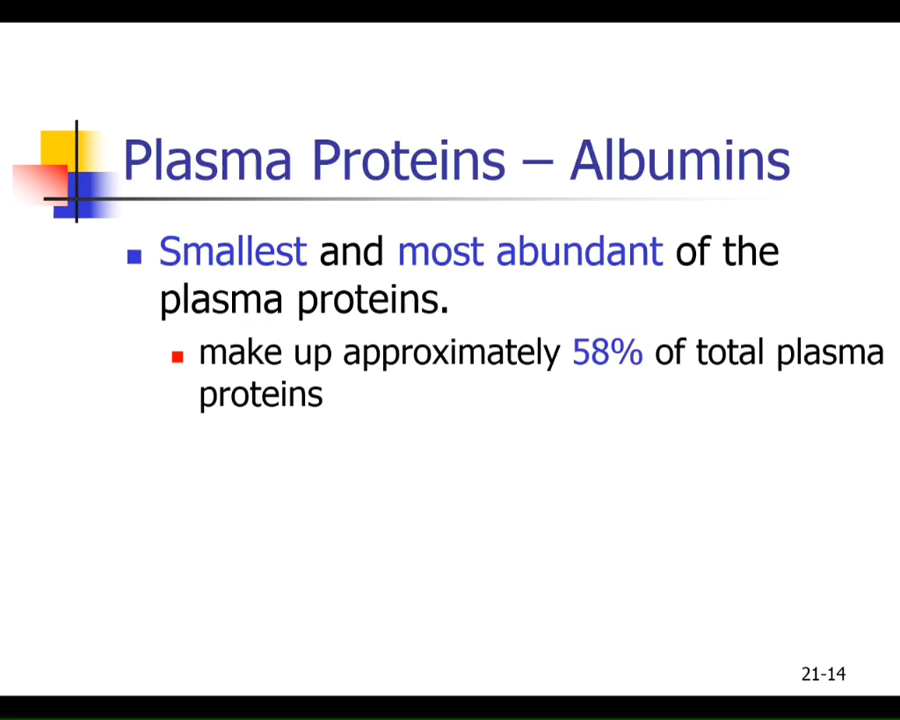 Plasma Proteins – Albumins
Smallest and most abundant of the
plasma proteins.
make up approximately 58% of total plasma
proteins
21-14